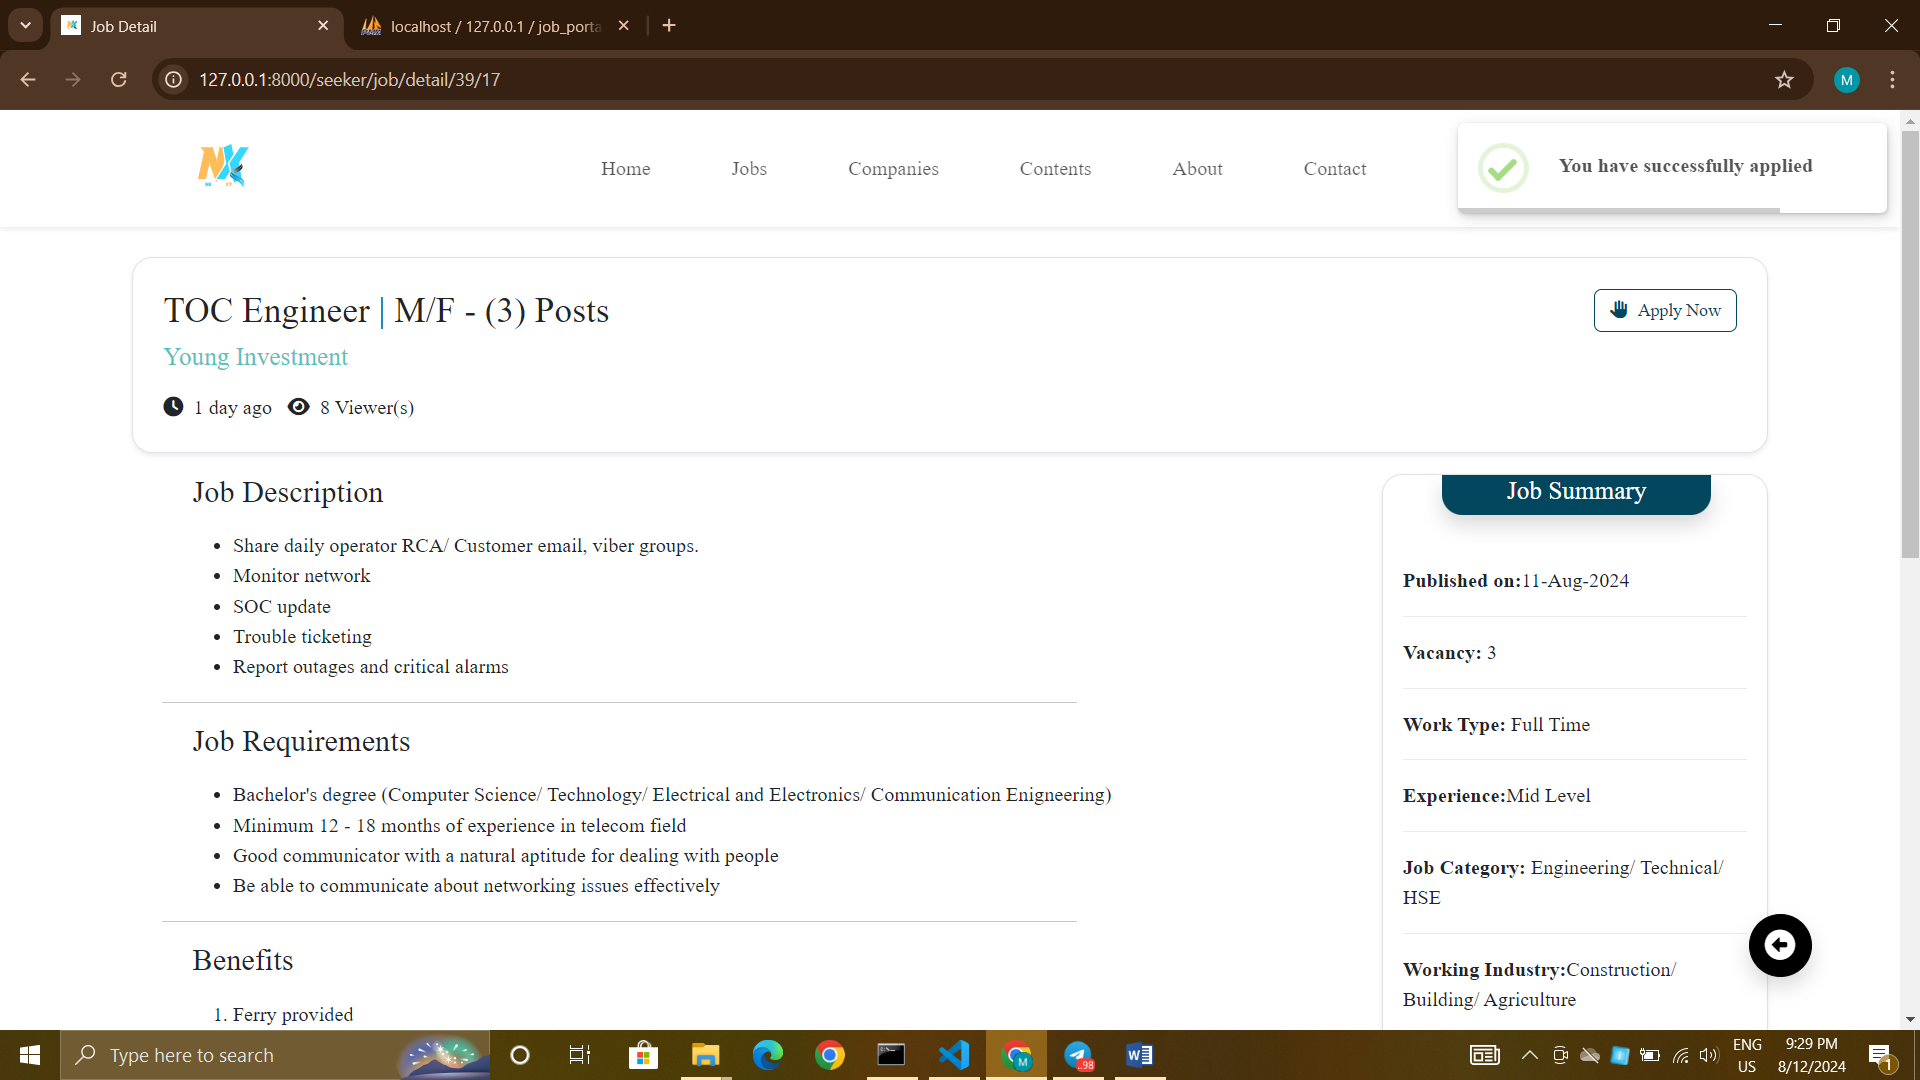 Job Detail
localhost / 127.0.0.1 / job_porta
127.0.0.1:8000/seeker/job/detail/39/17
M
NX
Home
Jobs
Companies
Contents
About
Contact
You have successfully applied
TOC Engineer | M/F - (3) Posts
Apply Now
Young Investment
1 day ago
8 Viewer(s)
Job Description
Share daily operator RCA/ Customer email, viber groups.
Monitor network
SOC update
Trouble ticketing
Report outages and critical alarms
Job Requirements
Bachelor's degree (Computer Science/ Technology/ Electrical and Electronics/ Communication Enigneering)
Minimum 12 - 18 months of experience in telecom field
Good communicator with a natural aptitude for dealing with people
Be able to communicate about networking issues effectively
Benefits
1. Ferry provided
Job Summary
Published on:11-Aug-2024
Vacancy: 3
Work Type: Full Time
Experience:Mid Level
Job Category: Engineering/ Technical/
HSE
Working Industry:Construction/
Building/ Agriculture
Type here to search
M
..98
ENG
US
9:29 PM
8/12/2024
1